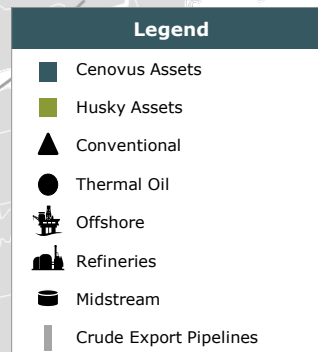 Legend
Cenovus Assets
Husky Assets
Conventional
Thermal Oil
Offshore
Refineries
Midstream
Crude Export Pipelines